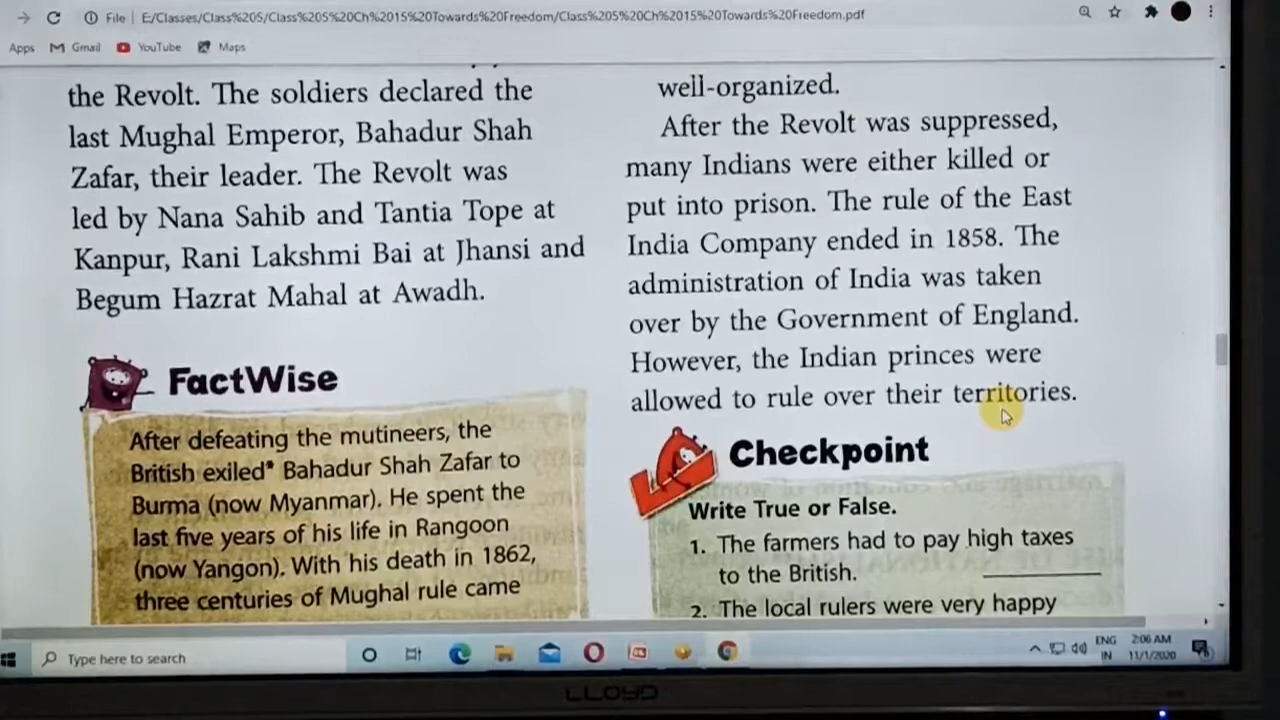 File | E:/Classes/Class%205/Class%205%20Ch%2015%20Towards%20Freedom/Class%205%20Ch%2015%20Towards%20Freedom.pdf
Apps Gmail YouTube Maps
the Revolt. The soldiers declared the
last Mughal Emperor, Bahadur Shah
Zafar, their leader. The Revolt was
led by Nana Sahib and Tantia Tope at
Kanpur, Rani Lakshmi Bai at Jhansi and
Begum Hazrat Mahal at Awadh.
FactWise
After defeating the mutineers, the
British exiled* Bahadur Shah Zafar to
Burma (now Myanmar). He spent the
last five years of his life in Rangoon
(now Yangon). With his death in 1862,
three centuries of Mughal rule came
well-organized.
After the Revolt was suppressed,
many Indians were either killed or
put into prison. The rule of the East
India Company ended in 1858. The
administration of India was taken
over by the Government of England.
However, the Indian princes were
allowed to rule over their territories.
Checkpoint
Write True or False.
1. The farmers had to pay high taxes
to the British.
2. The local rulers were very happy
Type here to search
ENG
IN
2:06 AM
11/1/2020
LLOYD